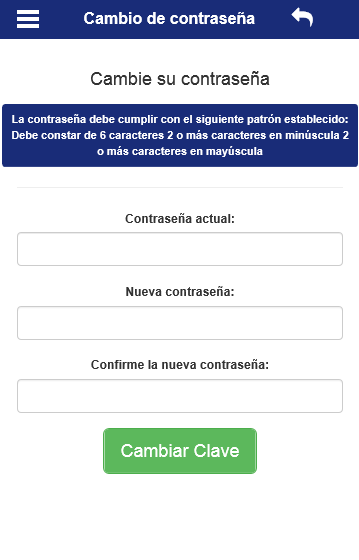 Cambio de contraseña
Cambie su contraseña
La contraseña debe cumplir con el siguiente patrón establecido:
Debe constar de 6 caracteres 2 o más caracteres en minúscula 2
o más caracteres en mayúscula
Contraseña actual:
Nueva contraseña:
Confirme la nueva contraseña:
Cambiar Clave